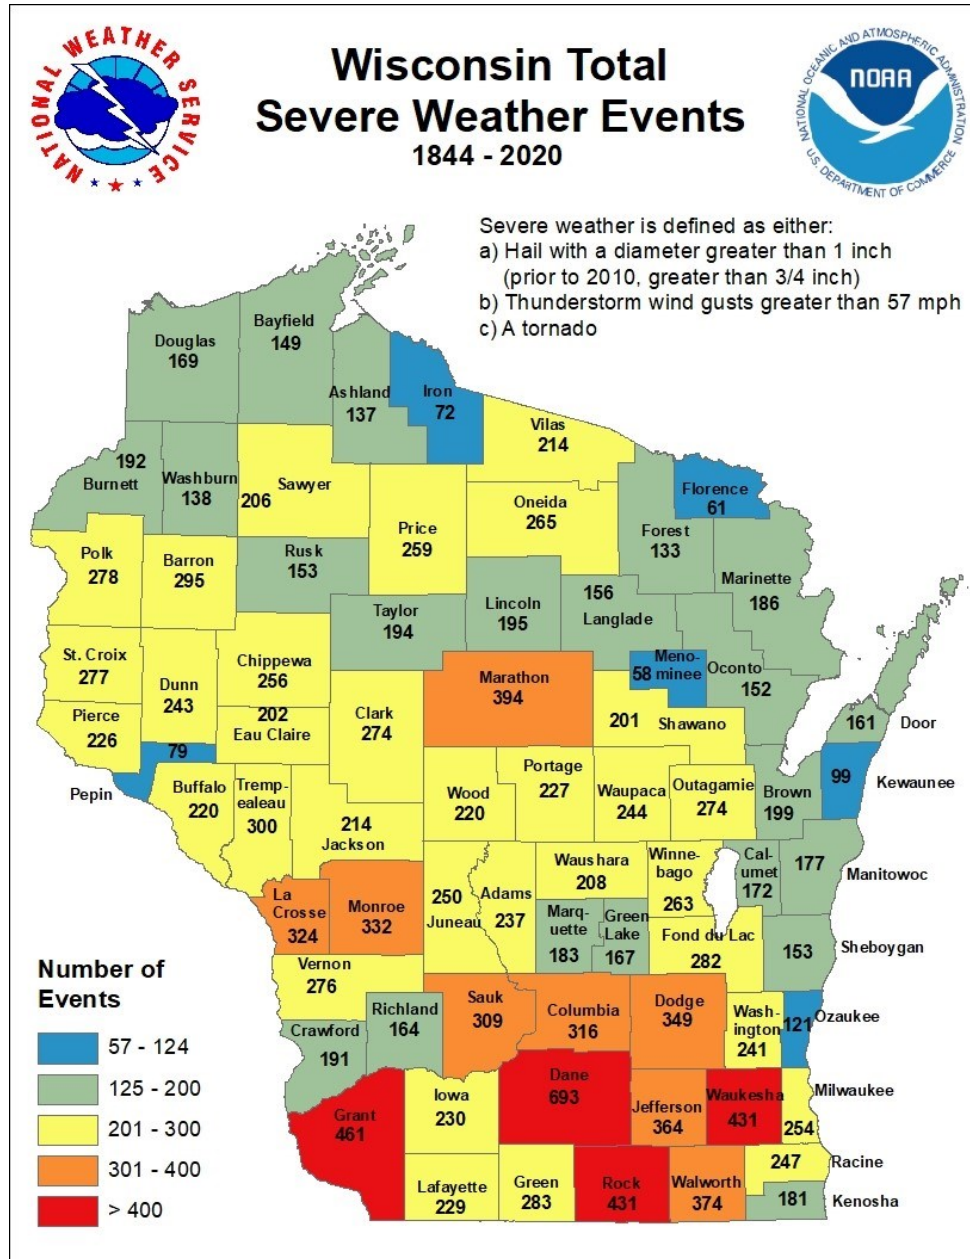 NATIONAL WEATHER SERVICE
Wisconsin Total
Severe Weather Events
1844 - 2020
NATIONAL OCEANIC AND ATMOSPHERIC ADMINISTRATION
NOAA
U.S. DEPARTMENT OF COMMERCE
Severe weather is defined as either:
a) Hail with a diameter greater than 1 inch
(prior to 2010, greater than 3/4 inch)
b) Thunderstorm wind gusts greater than 57 mph
c) A tornado
Douglas
169
Bayfield
149
Ashland
137
Iron
72
Vilas
214
192
Burnett
Washburn
138
Sawyer
206
Price
259
Oneida
265
Florence
61
Forest
133
Marinette
186
Polk
278
Barron
295
Rusk
153
Taylor
194
Lincoln
195
156
Langlade
St. Croix
277
Dunn
243
Chippewa
256
Marathon
394
Meno-
58 minee
Oconto
152
Pierce
226
202
Eau Claire
Clark
274
201
Shawano
161
Door
79
Pepin
Buffalo
220
Tremp-
ealeau
300
214
Jackson
Wood
220
Portage
227
Waupaca
244
Outagamie
274
Brown
199
99
Kewaunee
La
Crosse
324
Monroe
332
250
Juneau
Adams
237
Waushara
208
Winne-
bago
263
Cal-
umet
172
177
Manitowoc
Marq-
uette
183
Green
Lake
167
Fond du Lac
282
153
Sheboygan
Vernon
276
Crawford
191
Richland
164
Sauk
309
Columbia
316
Dodge
349
Wash-
ington
241
121
Ozaukee
Grant
461
Iowa
230
Dane
693
Jefferson
364
Waukesha
431
Milwaukee
254
Lafayette
229
Green
283
Rock
431
Walworth
374
247
Racine
181
Kenosha
Number of
Events
57 - 124
125 - 200
201 - 300
301 - 400
> 400